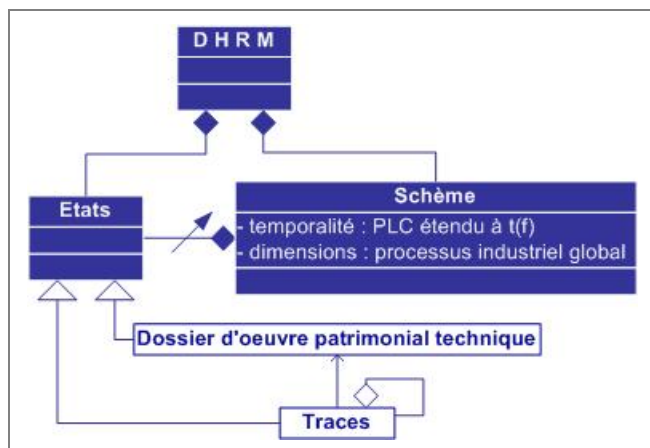 D H R M
Etats
Schème
- temporalité : PLC étendu à t(f)
- dimensions : processus industriel global
Dossier d'oeuvre patrimonial technique
Traces